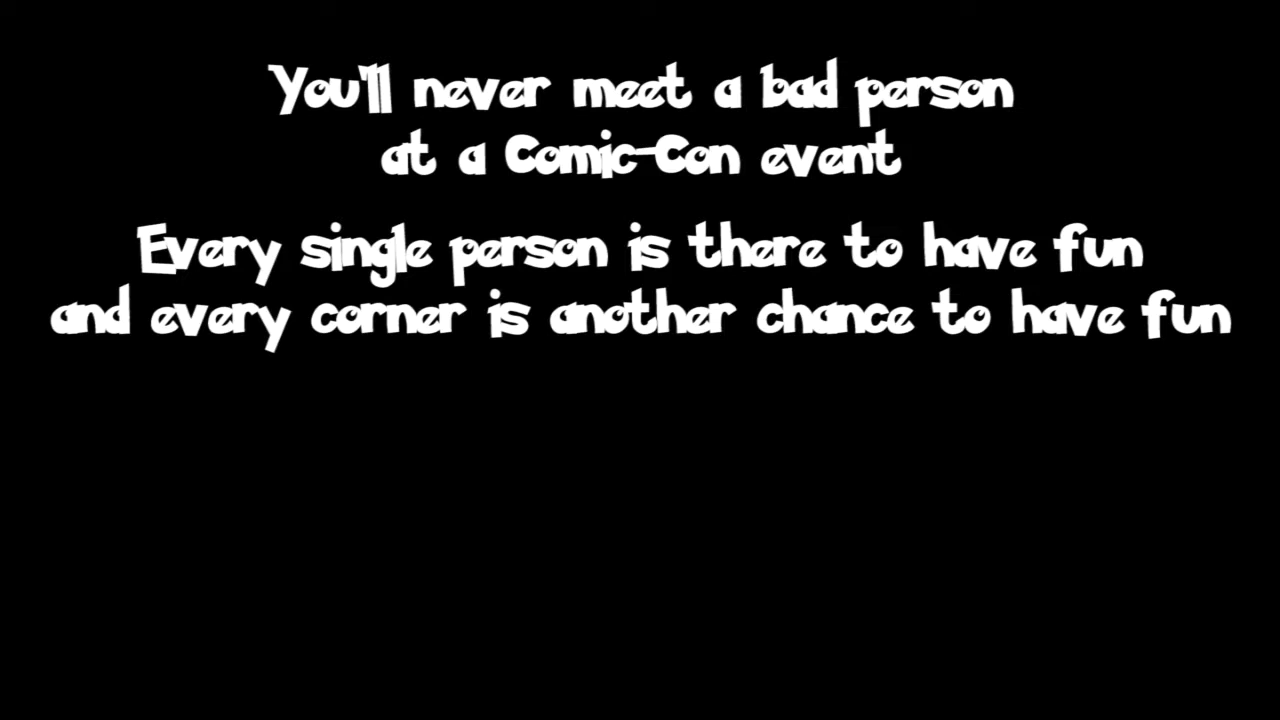 You'll never meet a bad person
at a Comic-Con event
Every single person is there to have fun
and every corner is another chance to have fun